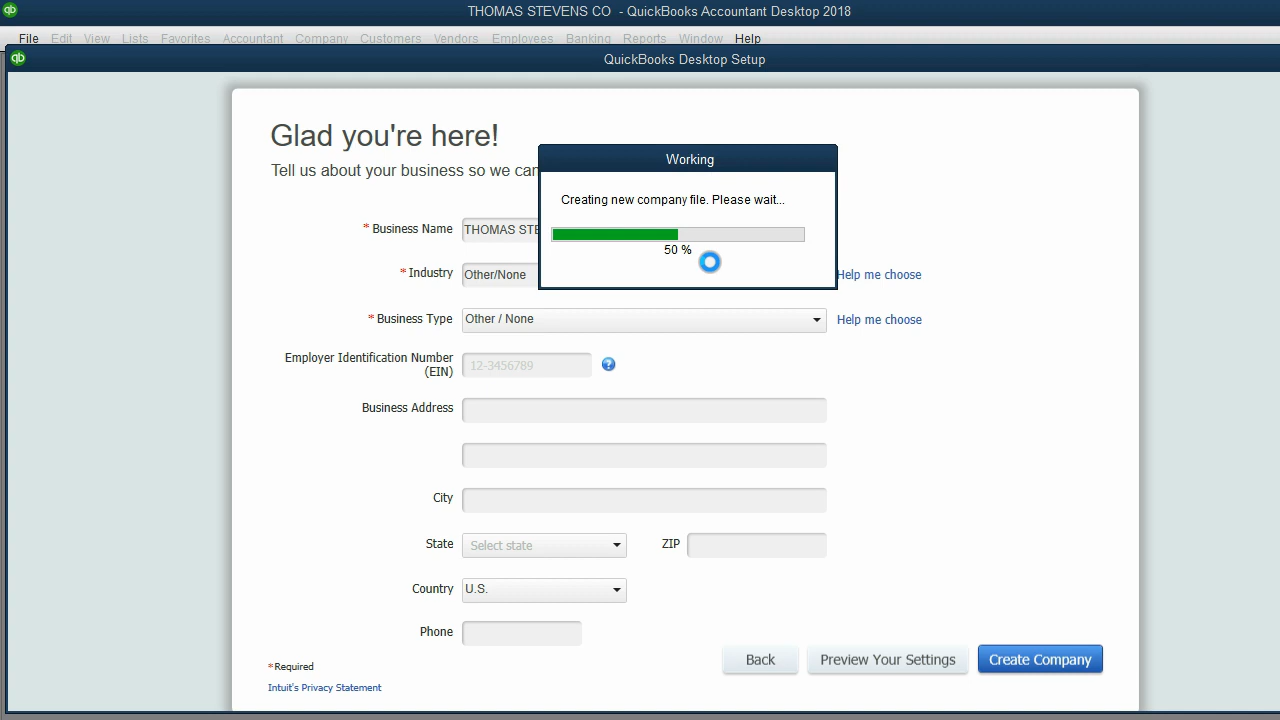 qb
THOMAS STEVENS CO - QuickBooks Accountant Desktop 2018
File Edit View Lists Favorites Accountant Company Customers Vendors Employees Banking Reports Window Help
qb
QuickBooks Desktop Setup
Glad you're here!
Tell us about your business so we can
Working
Creating new company file. Please wait...
50 %
* Business Name THOMAS STE
* Industry Other/None Help me choose
* Business Type Other / None Help me choose
Employer Identification Number
(EIN) 12-3456789 ?
Business Address
City
State Select state ZIP
Country U.S.
Phone
Back Preview Your Settings Create Company
*Required
Intuit's Privacy Statement